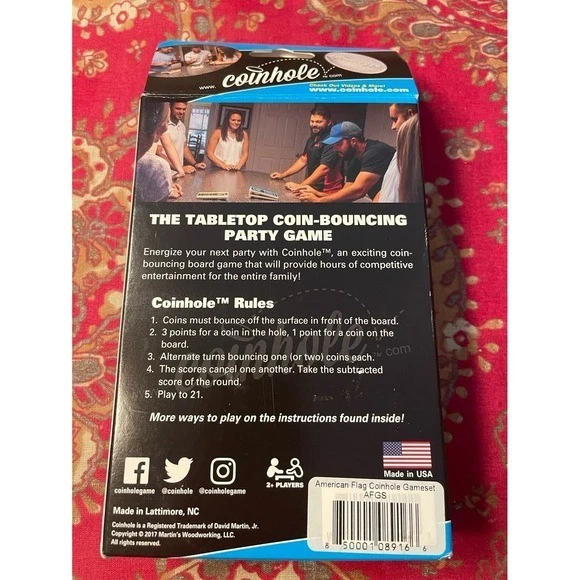 www. coinhole .com
Check Out Videos & More!
www.coinhole.com
THE TABLETOP COIN-BOUNCING
PARTY GAME
Energize your next party with Coinhole™, an exciting coin-
bouncing board game that will provide hours of competitive
entertainment for the entire family!
Coinhole™ Rules
1. Coins must bounce off the surface in front of the board.
2. 3 points for a coin in the hole, 1 point for a coin on the
board.
3. Alternate turns bouncing one (or two) coins each.
4. The scores cancel one another. Take the subtracted
score of the round.
5. Play to 21.
coinhole .com
More ways to play on the instructions found inside!
Made in USA
coinholegame
@coinhole
coinholegame
2+ PLAYERS
American Flag Coinhole Gameset
AFGS
8 50001 08916 6
Made in Lattimore, NC
Coinhole is a Registered Trademark of David Martin, Jr.
Copyright © 2017 Martin's Woodworking, LLC.
All rights reserved.